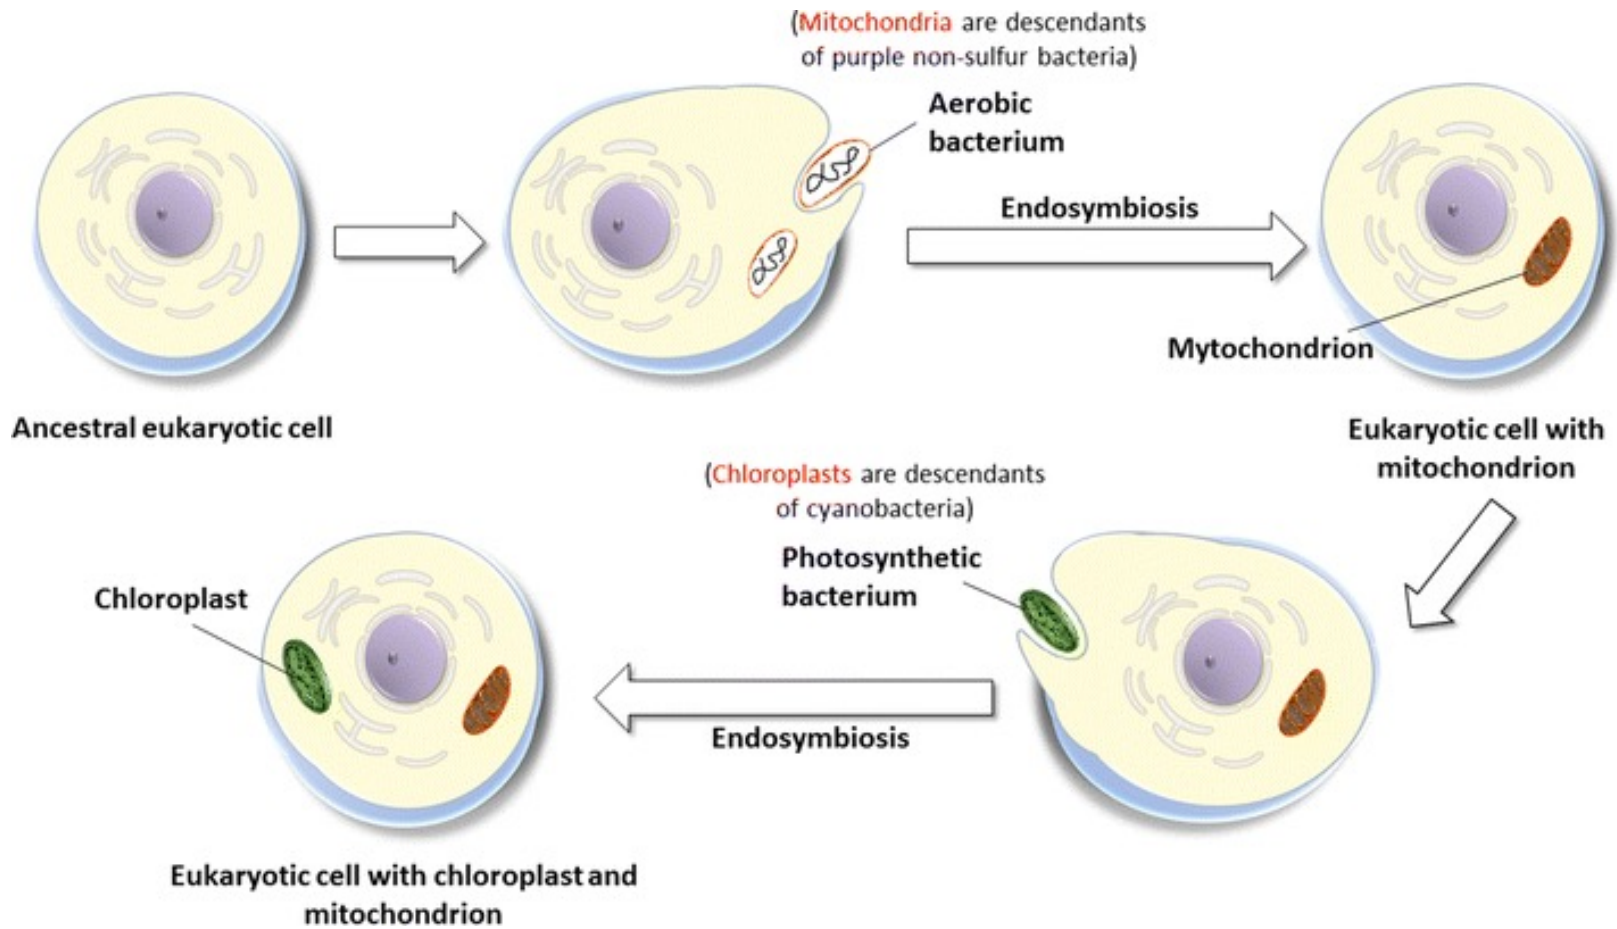 (Mitochondria are descendants
of purple non-sulfur bacteria)
Aerobic
bacterium
Endosymbiosis
Mytochondrion
Ancestral eukaryotic cell
Eukaryotic cell with
mitochondrion
(Chloroplasts are descendants
of cyanobacteria)
Photosynthetic
bacterium
Chloroplast
Endosymbiosis
Eukaryotic cell with chloroplast and
mitochondrion